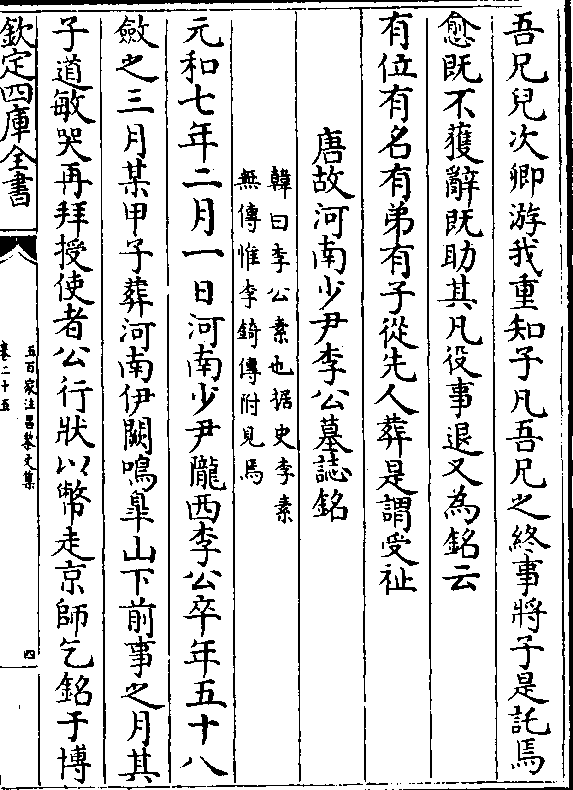 吾兄兒次卿游我重知子凡吾兄之終事將子是託焉
愈既不獲辭既助其凡役事退又為銘云
有位有名有弟有子從先人葬是謂受祉
唐故河南少尹李公墓誌銘
韓曰李公素也据史李素
無傳惟李錡傳附見焉
元和七年二月一日河南少尹隴西李公卒年五十八
斂之三月某甲子葬河南伊闕鳴臯山下前事之月其
子道敏哭再拜授使者公行狀以幣走京師乞銘于博
欽定四庫全書
五百家注昌黎文集
卷二十五
四